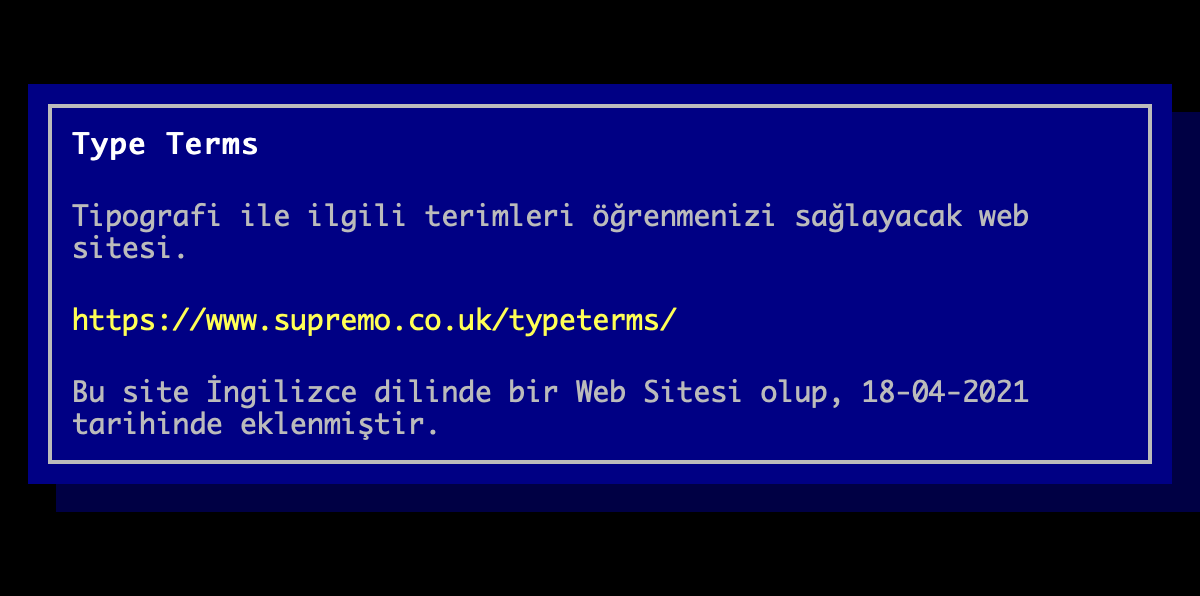 Type Terms
Tipografi ile ilgili terimleri öğrenmenizi sağlayacak web
sitesi.
https://www.supremo.co.uk/typeterms/
Bu site İngilizce dilinde bir Web Sitesi olup, 18-04-2021
tarihinde eklenmiştir.